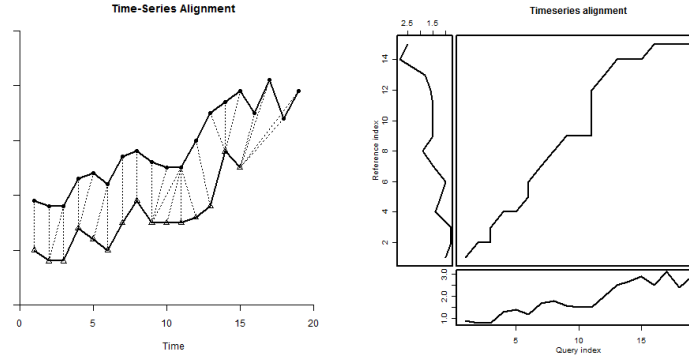 Time-Series Alignment
0 5 10 15 20
Time
Timeseries alignment
2.5 1.5
Reference index
14
12
10
8
6
4
2
3.0
2.0
1.0
5 10 15
Query index